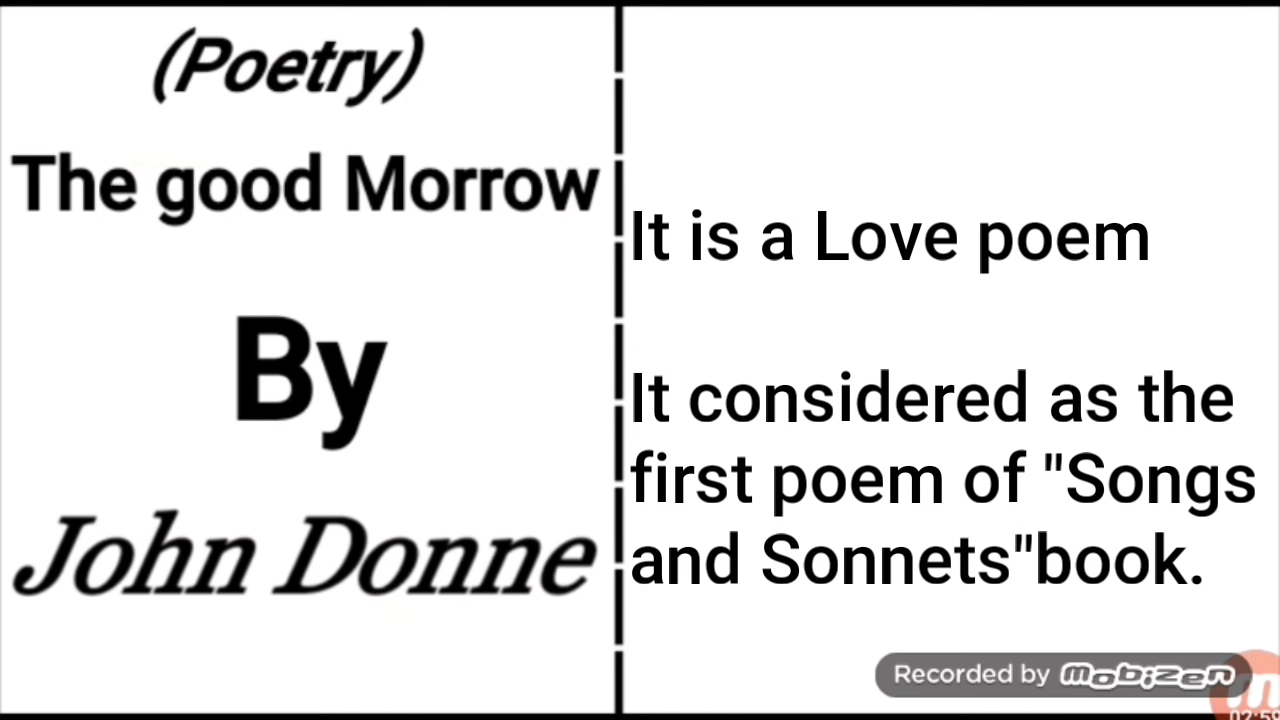 (Poetry)
The good Morrow
By
John Donne
It is a Love poem
It considered as the
first poem of "Songs
and Sonnets"book.
Recorded by Mobizen